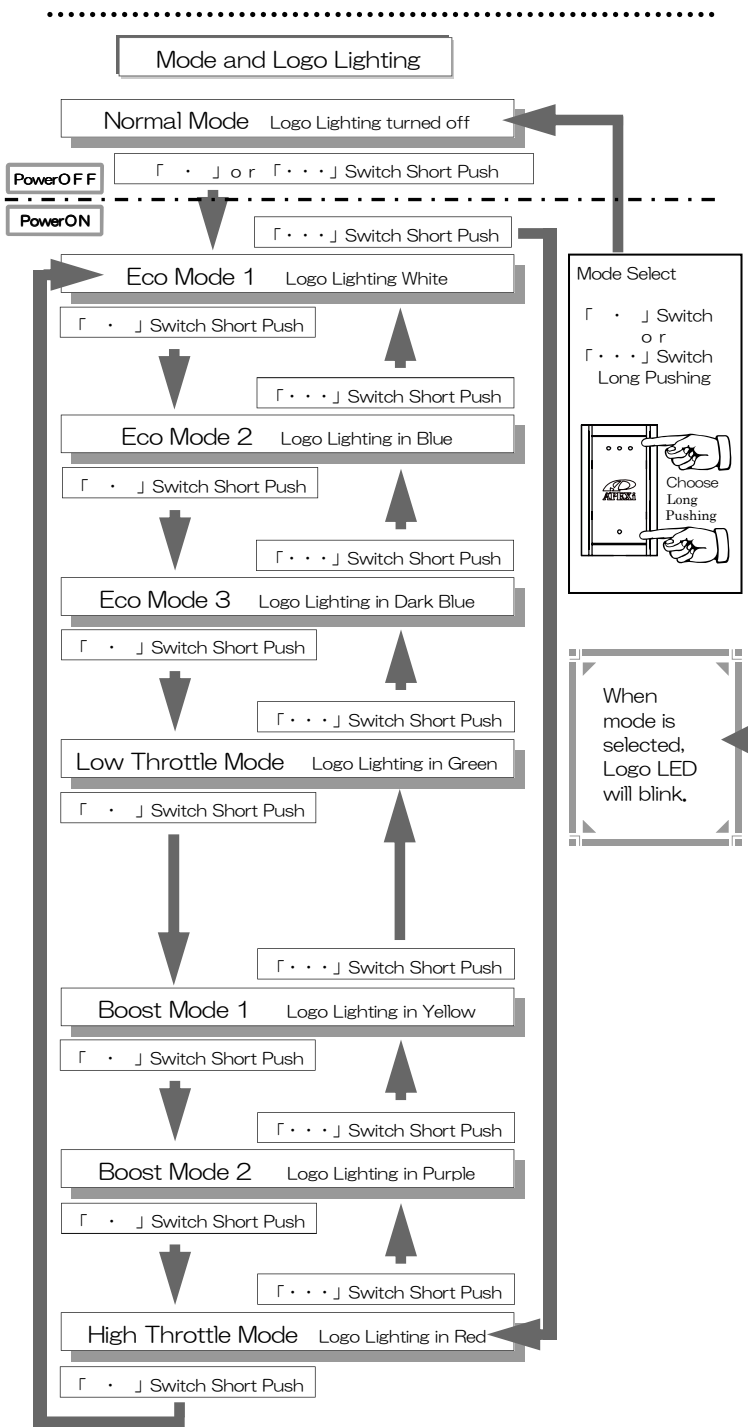 Mode and Logo Lighting
Normal Mode Logo Lighting turned off
「 ・ 」or 「・・・」Switch Short Push
PowerOFF
PowerON
「・・・」Switch Short Push
Eco Mode 1 Logo Lighting White
「 ・ 」Switch Short Push
「・・・」Switch Short Push
Eco Mode 2 Logo Lighting in Blue
「 ・ 」Switch Short Push
「・・・」Switch Short Push
Eco Mode 3 Logo Lighting in Dark Blue
「 ・ 」Switch Short Push
「・・・」Switch Short Push
Low Throttle Mode Logo Lighting in Green
「 ・ 」Switch Short Push
「・・・」Switch Short Push
Boost Mode 1 Logo Lighting in Yellow
「 ・ 」Switch Short Push
「・・・」Switch Short Push
Boost Mode 2 Logo Lighting in Purple
「 ・ 」Switch Short Push
「・・・」Switch Short Push
High Throttle Mode Logo Lighting in Red
「 ・ 」Switch Short Push
Mode Select
「 ・ 」Switch
or
「・・・」Switch
Long Pushing
APEXi
Choose
Long
Pushing
When
mode is
selected,
Logo LED
will blink.